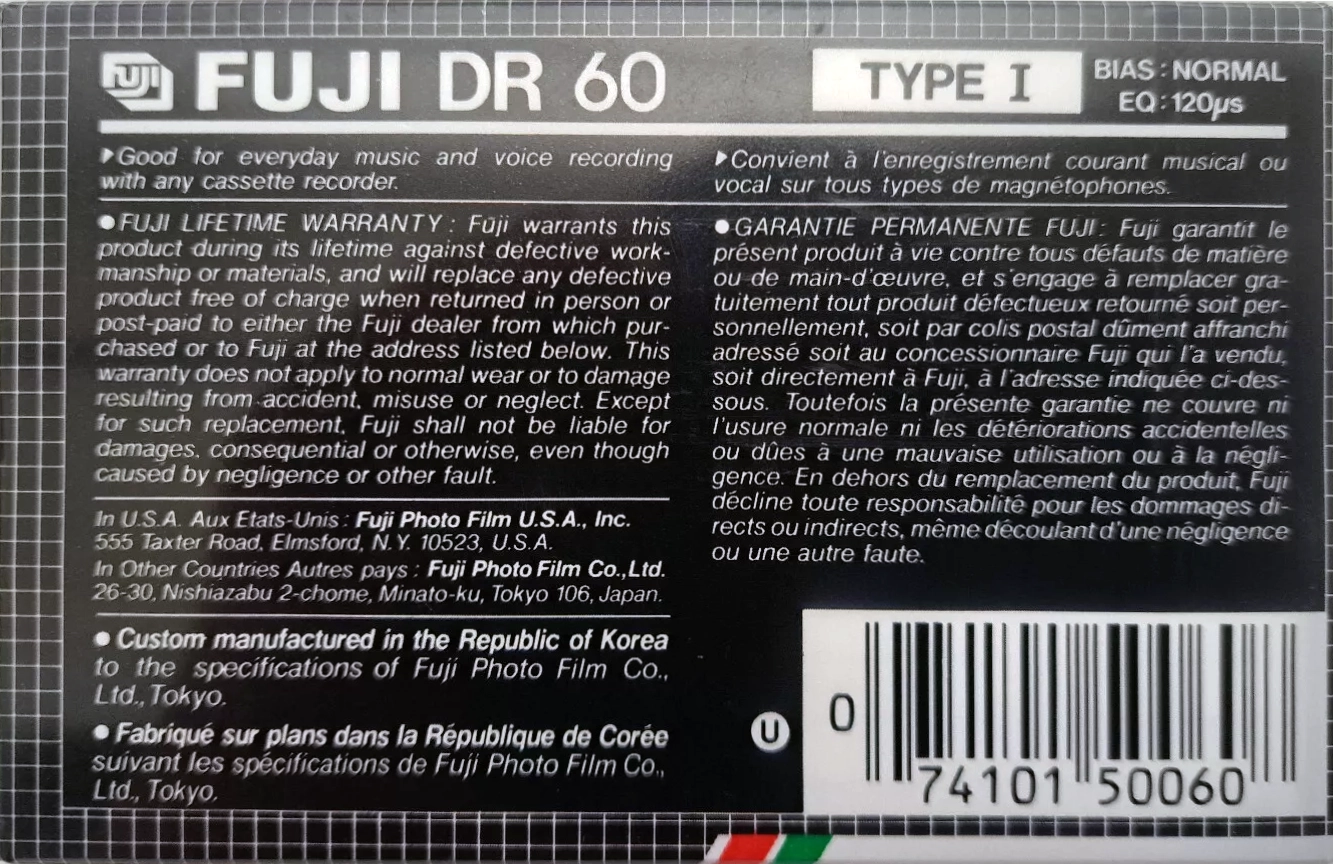 FUJI FUJI DR 60
TYPE I
BIAS : NORMAL
EQ : 120µs
▶Good for everyday music and voice recording
with any cassette recorder.
●FUJI LIFETIME WARRANTY : Fuji warrants this
product during its lifetime against defective work-
manship or materials, and will replace any defective
product free of charge when returned in person or
post-paid to either the Fuji dealer from which pur-
chased or to Fuji at the address listed below. This
warranty does not apply to normal wear or to damage
resulting from accident, misuse or neglect. Except
for such replacement, Fuji shall not be liable for
damages, consequential or otherwise, even though
caused by negligence or other fault.
In U.S.A. Aux Etats-Unis : Fuji Photo Film U.S.A., Inc.
555 Taxter Road, Elmsford, N.Y. 10523, U.S.A.
In Other Countries Autres pays : Fuji Photo Film Co.,Ltd.
26-30, Nishiazabu 2-chome, Minato-ku, Tokyo 106, Japan.
● Custom manufactured in the Republic of Korea
to the specifications of Fuji Photo Film Co.,
Ltd., Tokyo.
● Fabriqué sur plans dans la République de Corée
suivant les spécifications de Fuji Photo Film Co.,
Ltd., Tokyo.
▶Convient à l'enregistrement courant musical ou
vocal sur tous types de magnétophones.
●GARANTIE PERMANENTE FUJI: Fuji garantit le
présent produit à vie contre tous défauts de matière
ou de main-d'œuvre, et s'engage à remplacer gra-
tuitement tout produit défectueux retourné soit per-
sonnellement, soit par colis postal dûment affranchi
adressé soit au concessionnaire Fuji qui l'a vendu,
soit directement à Fuji, à l'adresse indiquée ci-des-
sous. Toutefois la présente garantie ne couvre ni
l'usure normale ni les détériorations accidentelles
ou dûes à une mauvaise utilisation ou à la négli-
gence. En dehors du remplacement du produit, Fuji
décline toute responsabilité pour les dommages di-
rects ou indirects, même découlant d'une négligence
ou une autre faute.
U
0 74101 50060